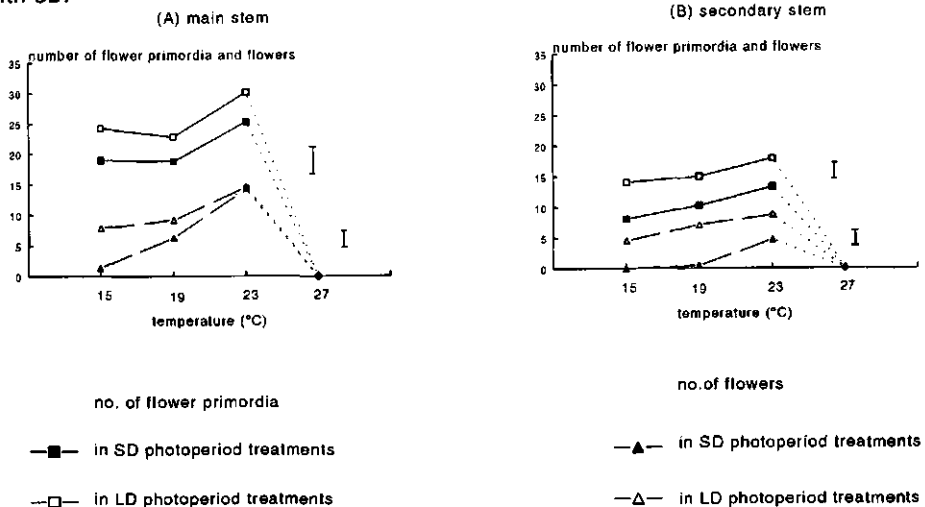 (A) main stem
number of flower primordia and flowers
35
30
25
20
15
10
5
0
15 19 23 27
temperature (°C)
(B) secondary stem
number of flower primordia and flowers
35
30
25
20
15
10
5
0
15 19 23 27
temperature (°C)
no. of flower primordia
in SD photoperiod treatments
in LD photoperiod treatments
no.of flowers
in SD photoperiod treatments
in LD photoperiod treatments